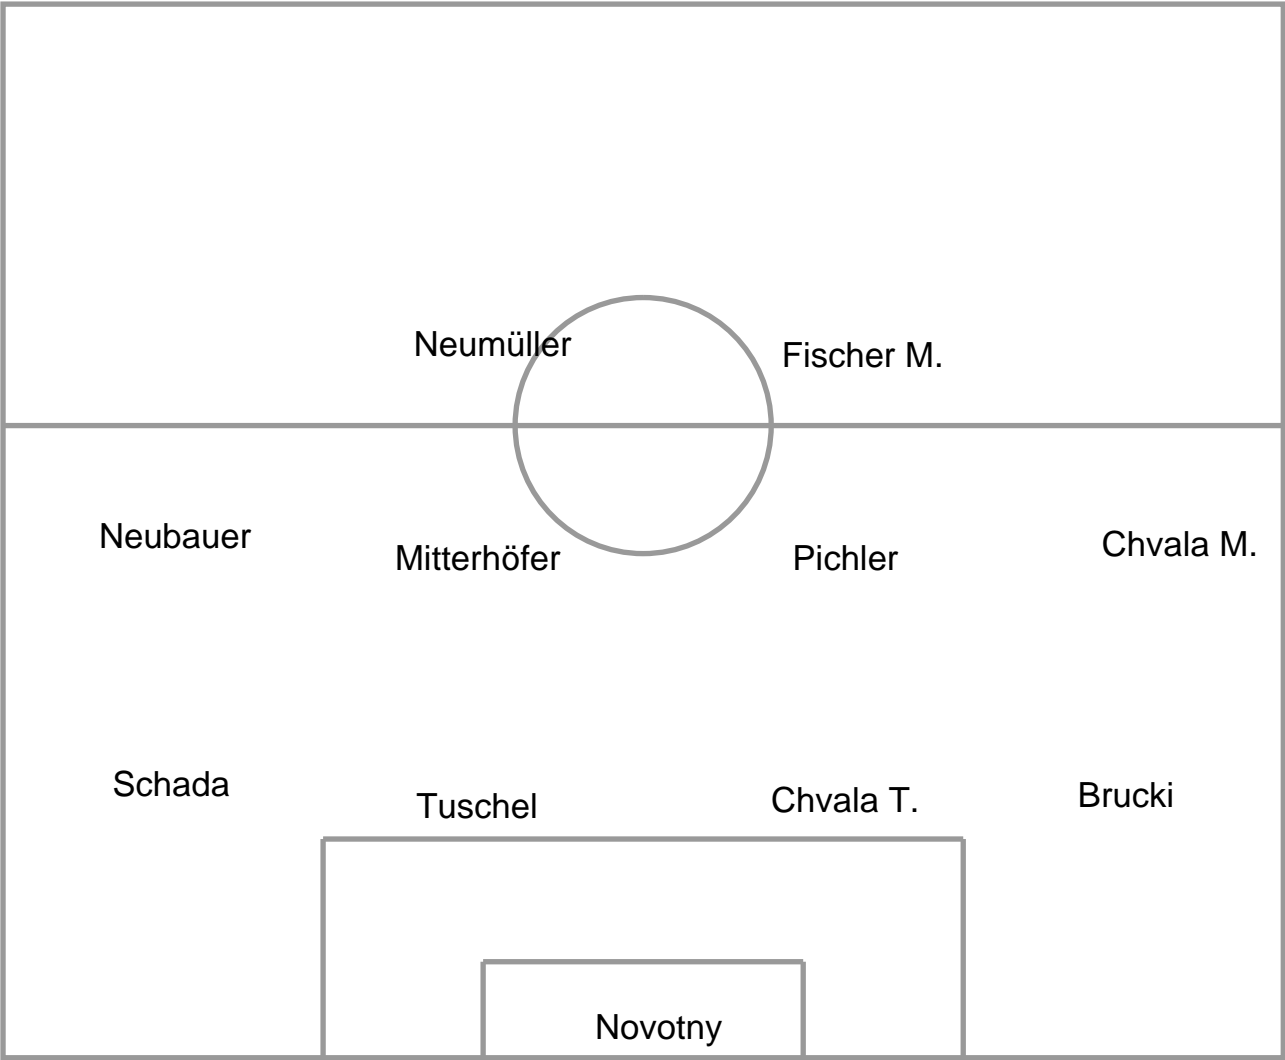 Neumüller
Fischer M.
Neubauer
Mitterhöfer
Pichler
Chvala M.
Schada
Tuschel
Chvala T.
Brucki
Novotny